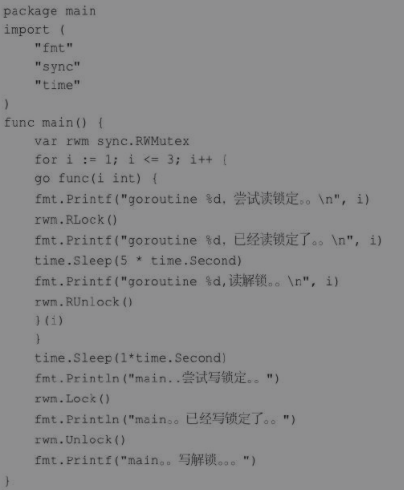 package main
import (
"fmt"
"sync"
"time"
)
func main() {
var rwm sync.RWMutex
for i := 1; i <= 3; i++ {
go func(i int) {
fmt.Printf("goroutine %d, 尝试读锁定。。\n", i)
rwm.RLock()
fmt.Printf("goroutine %d, 已经读锁定了。。\n", i)
time.Sleep(5 * time.Second)
fmt.Printf("goroutine %d,读解锁。。\n", i)
rwm.RUnlock()
}(i)
}
time.Sleep(1*time.Second)
fmt.Println("main..尝试写锁定。。")
rwm.Lock()
fmt.Println("main。。已经写锁定了。。")
rwm.Unlock()
fmt.Printf("main。。写解锁。。。")
}